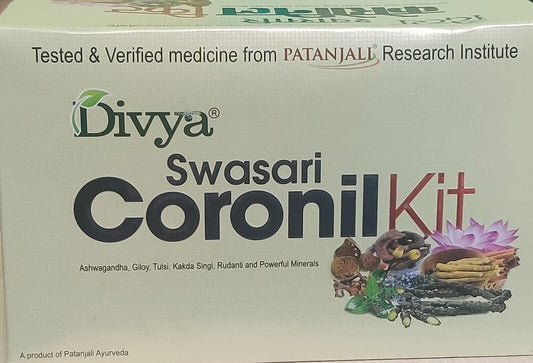 Tested & Verified medicine from PATANJALI® Research Institute
Divya®
Swasari
Coronil Kit
Ashwagandha, Giloy, Tulsi, Kakda Singi, Rudanti and Powerful Minerals
A product of Patanjali Ayurveda